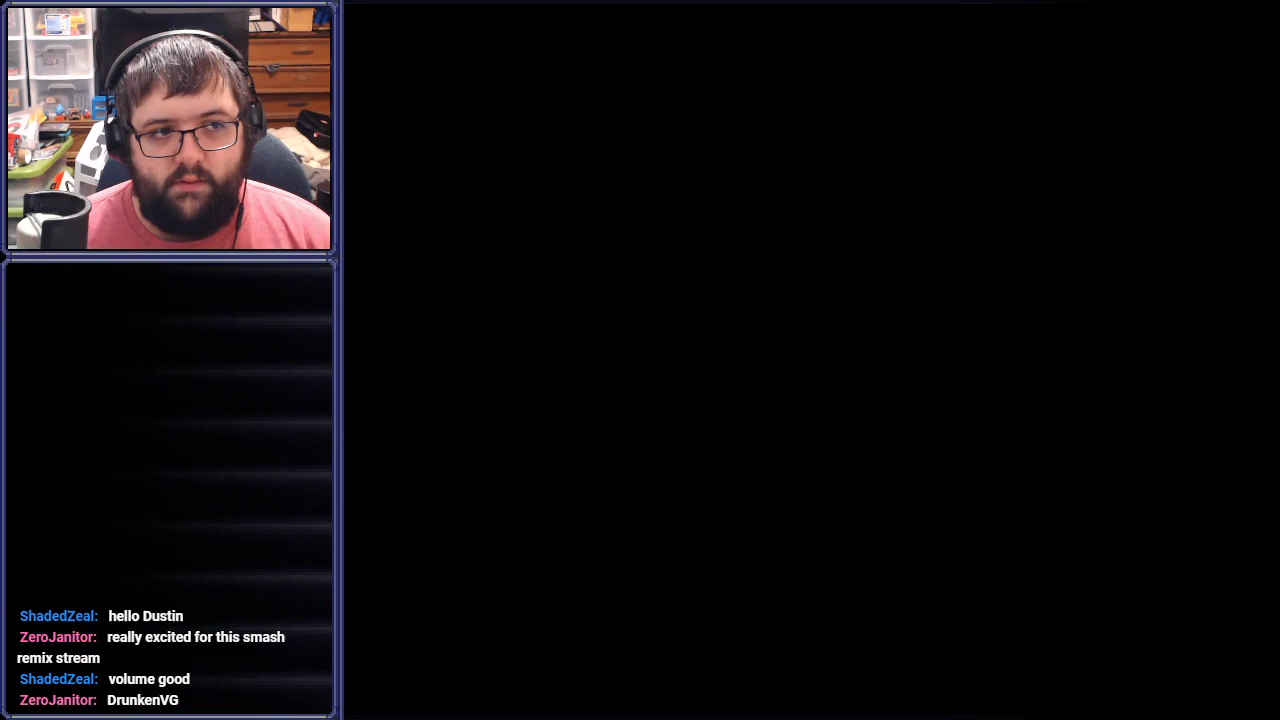 ShadedZeal: hello Dustin
ZeroJanitor: really excited for this smash
remix stream
ShadedZeal: volume good
ZeroJanitor: DrunkenVG